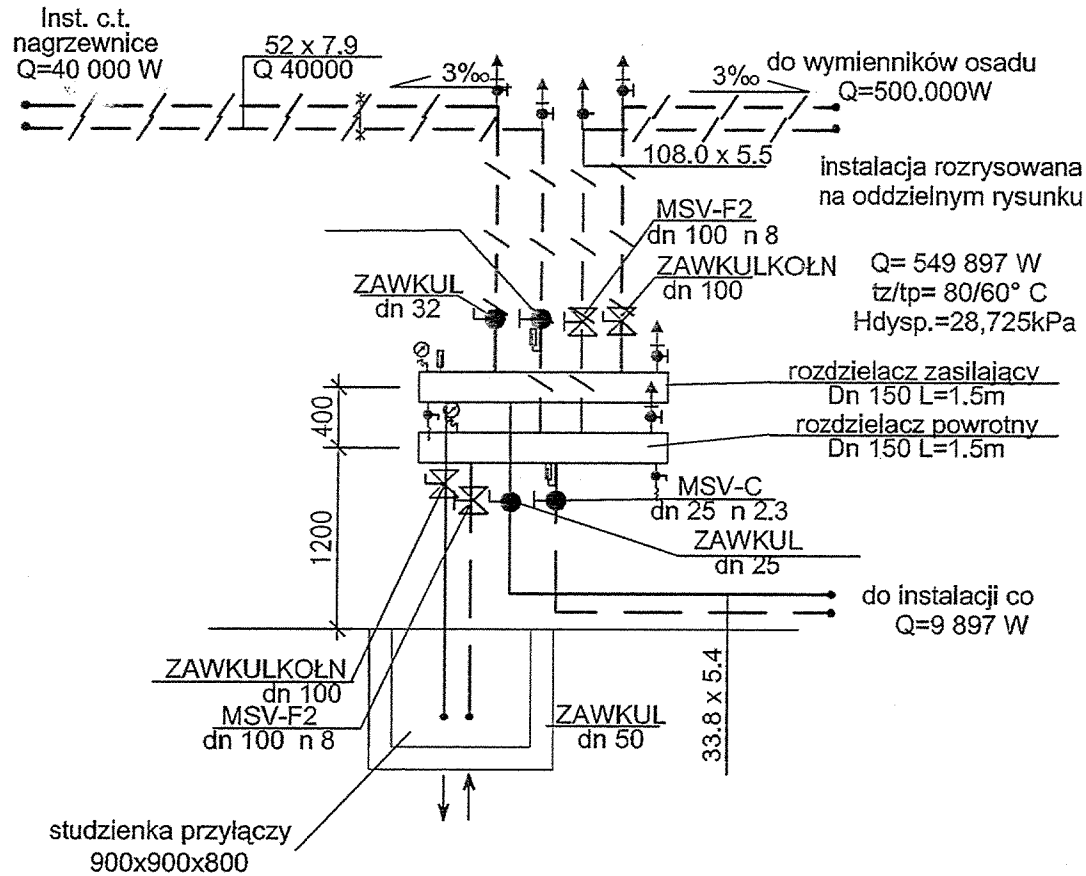 Inst. c.t.
nagrzewnice
Q=40 000 W
52 x 7.9
Q 40000
3‰
3‰
do wymienników osadu
Q=500.000W
108.0 x 5.5
instalacja rozrysowana
na oddzielnym rysunku
MSV-F2
dn 100 n 8
ZAWKUL
dn 32
ZAWKULKOŁN
dn 100
Q= 549 897 W
tz/tp= 80/60° C
Hdysp.=28,725kPa
rozdzielacz zasilający
Dn 150 L=1.5m
rozdzielacz powrotny
Dn 150 L=1.5m
400
1200
MSV-C
dn 25 n 2.3
ZAWKUL
dn 25
do instalacji co
Q=9 897 W
33.8 x 5.4
ZAWKULKOŁN
dn 100
MSV-F2
dn 100 n 8
ZAWKUL
dn 50
studzienka przyłączy
900x900x800